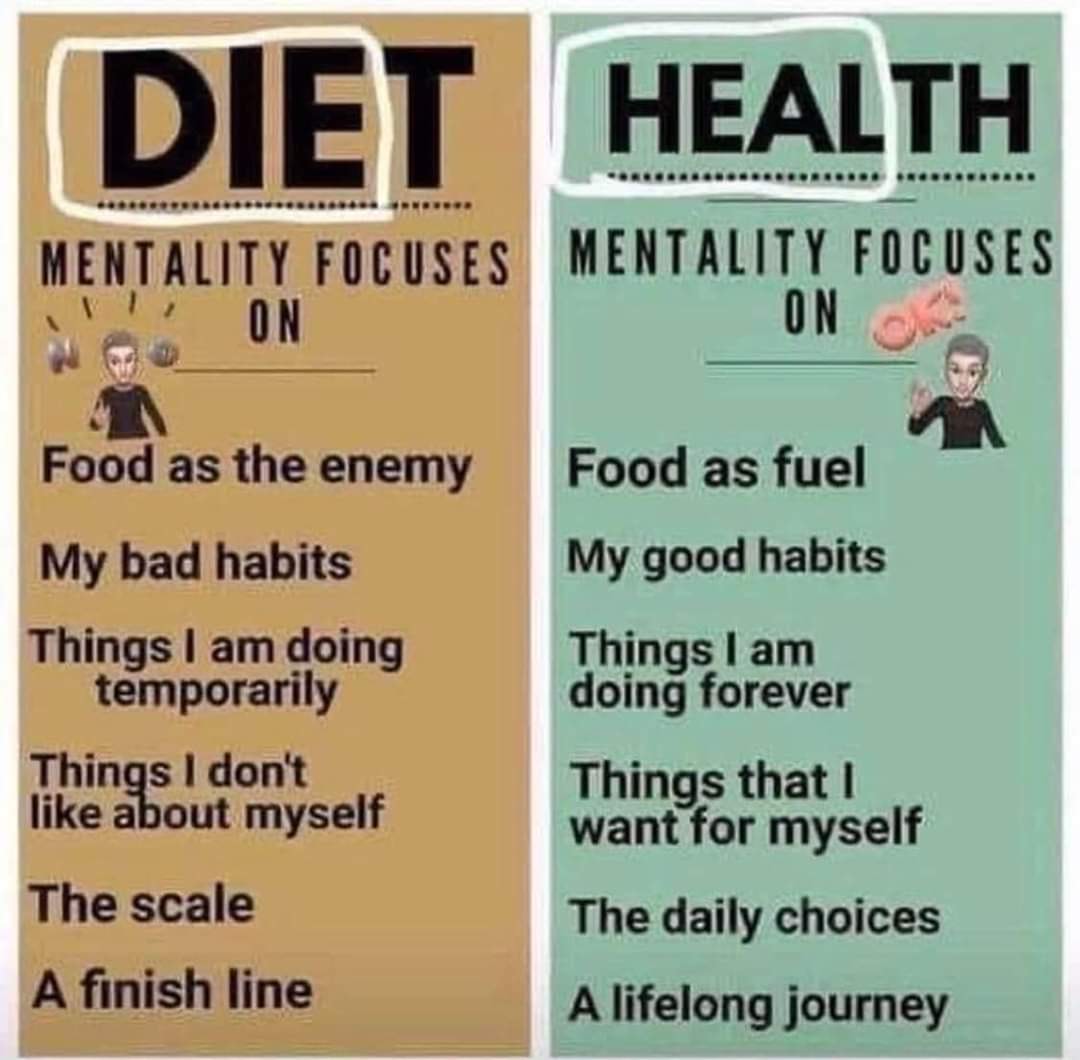 DIET
MENTALITY FOCUSES
ON
Food as the enemy
My bad habits
Things I am doing
temporarily
Things I don't
like about myself
The scale
A finish line
HEALTH
MENTALITY FOCUSES
ON
OK
Food as fuel
My good habits
Things I am
doing forever
Things that I
want for myself
The daily choices
A lifelong journey